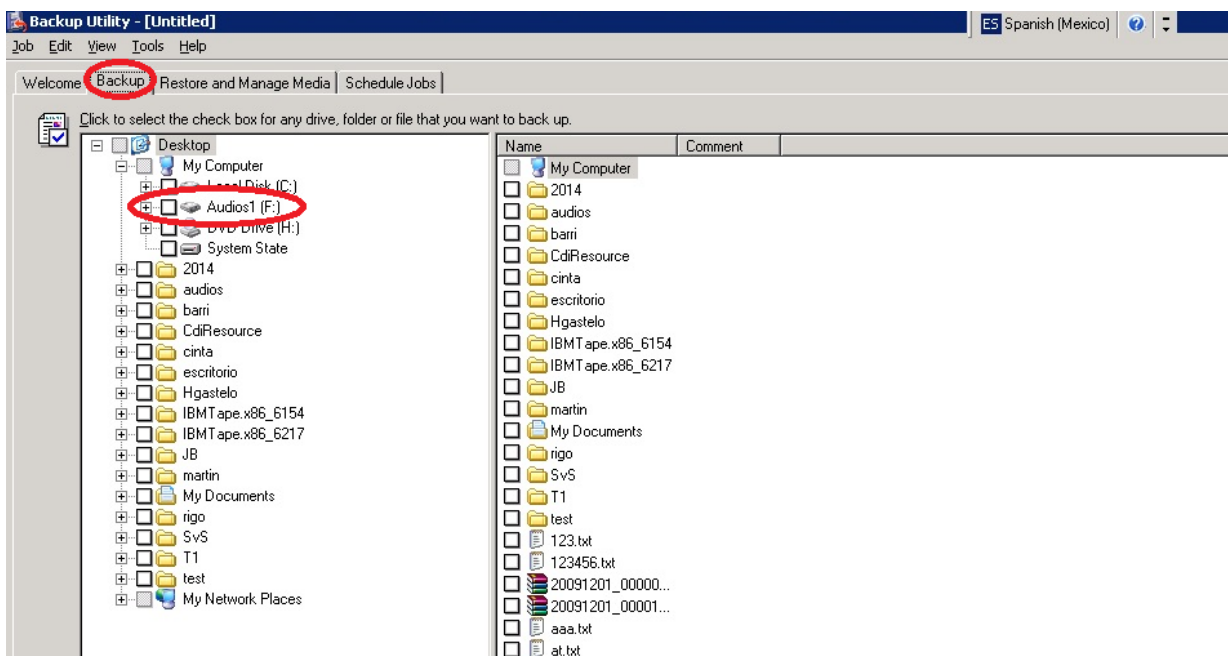 Backup Utility - [Untitled]
ES Spanish (Mexico)
Job Edit View Tools Help
Welcome Backup Restore and Manage Media Schedule Jobs
Click to select the check box for any drive, folder or file that you want to back up.
Desktop
My Computer
Local Disk (C:)
Audios1 (F:)
DVD Drive (H:)
System State
2014
audios
barri
CdiResource
cinta
escritorio
Hgastelo
IBMTape.x86_6154
IBMTape.x86_6217
JB
martin
My Documents
rigo
SvS
T1
test
My Network Places
Name Comment
My Computer
2014
audios
barri
CdiResource
cinta
escritorio
Hgastelo
IBMTape.x86_6154
IBMTape.x86_6217
JB
martin
My Documents
rigo
SvS
T1
test
123.txt
123456.txt
20091201_00000...
20091201_00001...
aaa.txt
at.txt